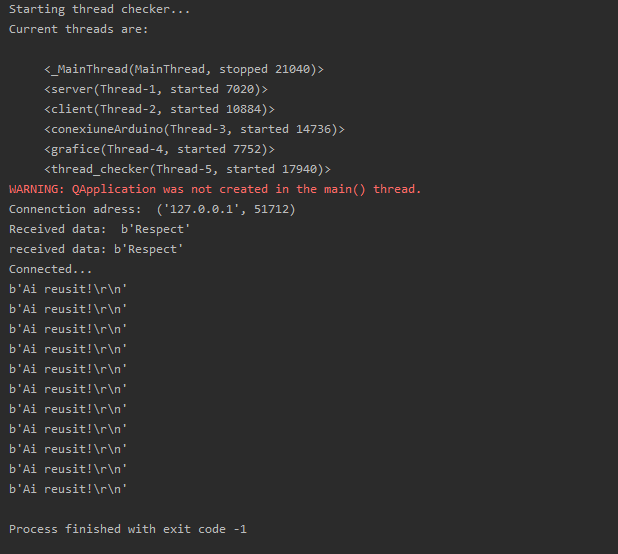 Starting thread checker...
Current threads are:
<_MainThread(MainThread, stopped 21040)>
<server(Thread-1, started 7020)>
<client(Thread-2, started 10884)>
<conexiuneArduino(Thread-3, started 14736)>
<grafice(Thread-4, started 7752)>
<thread_checker(Thread-5, started 17940)>
WARNING: QApplication was not created in the main() thread.
Connenction adress:  ('127.0.0.1', 51712)
Received data:  b'Respect'
received data: b'Respect'
Connected...
b'Ai reusit!\r\n'
b'Ai reusit!\r\n'
b'Ai reusit!\r\n'
b'Ai reusit!\r\n'
b'Ai reusit!\r\n'
b'Ai reusit!\r\n'
b'Ai reusit!\r\n'
b'Ai reusit!\r\n'
b'Ai reusit!\r\n'
b'Ai reusit!\r\n'
b'Ai reusit!\r\n'
Process finished with exit code -1